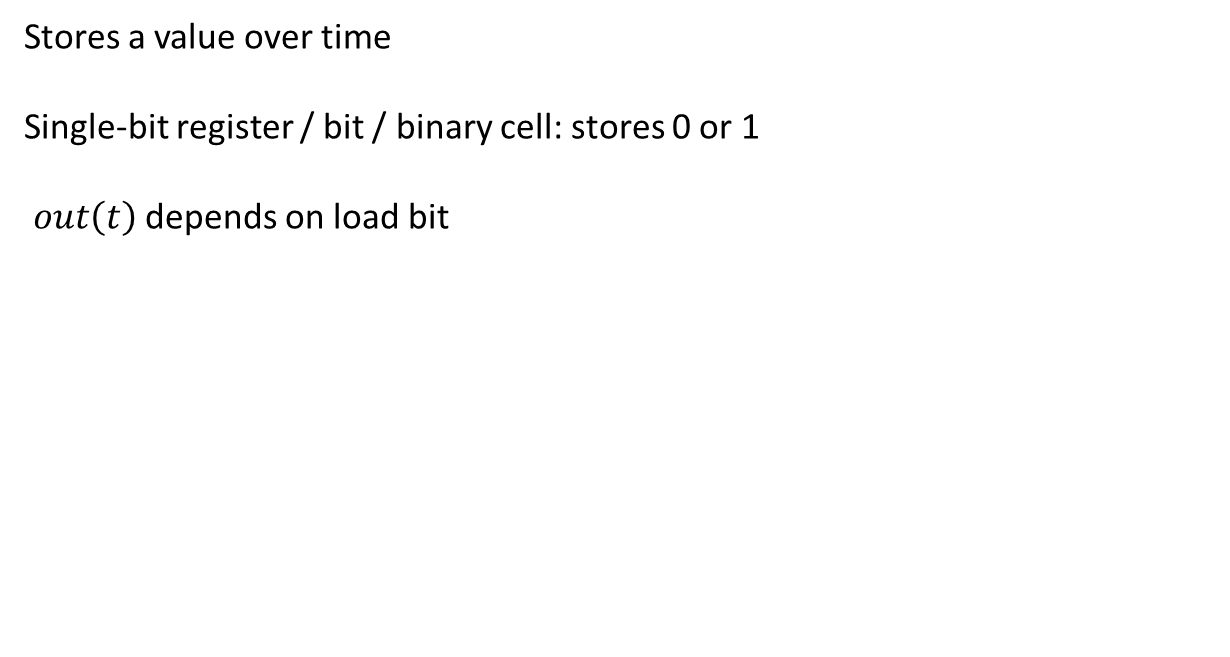 Stores a value over time
Single-bit register / bit / binary cell: stores 0 or 1
out(t) depends on load bit